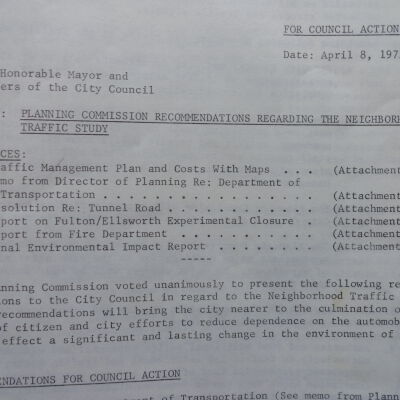 FOR COUNCIL ACTION
Date: April 8, 197
Honorable Mayor and
ers of the City Council
: PLANNING COMMISSION RECOMMENDATIONS REGARDING THE NEIGHBORH
TRAFFIC STUDY
CES:
affic Management Plan and Costs With Maps . . . (Attachment
mo from Director of Planning Re: Department of
Transportation . . . . . . . . . . . . . . . . (Attachment
solution Re: Tunnel Road . . . . . . . . . . . (Attachment
port on Fulton/Ellsworth Experimental Closure . (Attachment
port from Fire Department . . . . . . . . . . (Attachment
nal Environmental Impact Report . . . . . . . . (Attachment
-----
nning Commission voted unanimously to present the following re
ons to the City Council in regard to the Neighborhood Traffic
recommendations will bring the city nearer to the culmination o
of citizen and city efforts to reduce dependence on the automob
effect a significant and lasting change in the environment of
ENDATIONS FOR COUNCIL ACTION
ment of Transportation (See memo from Plann